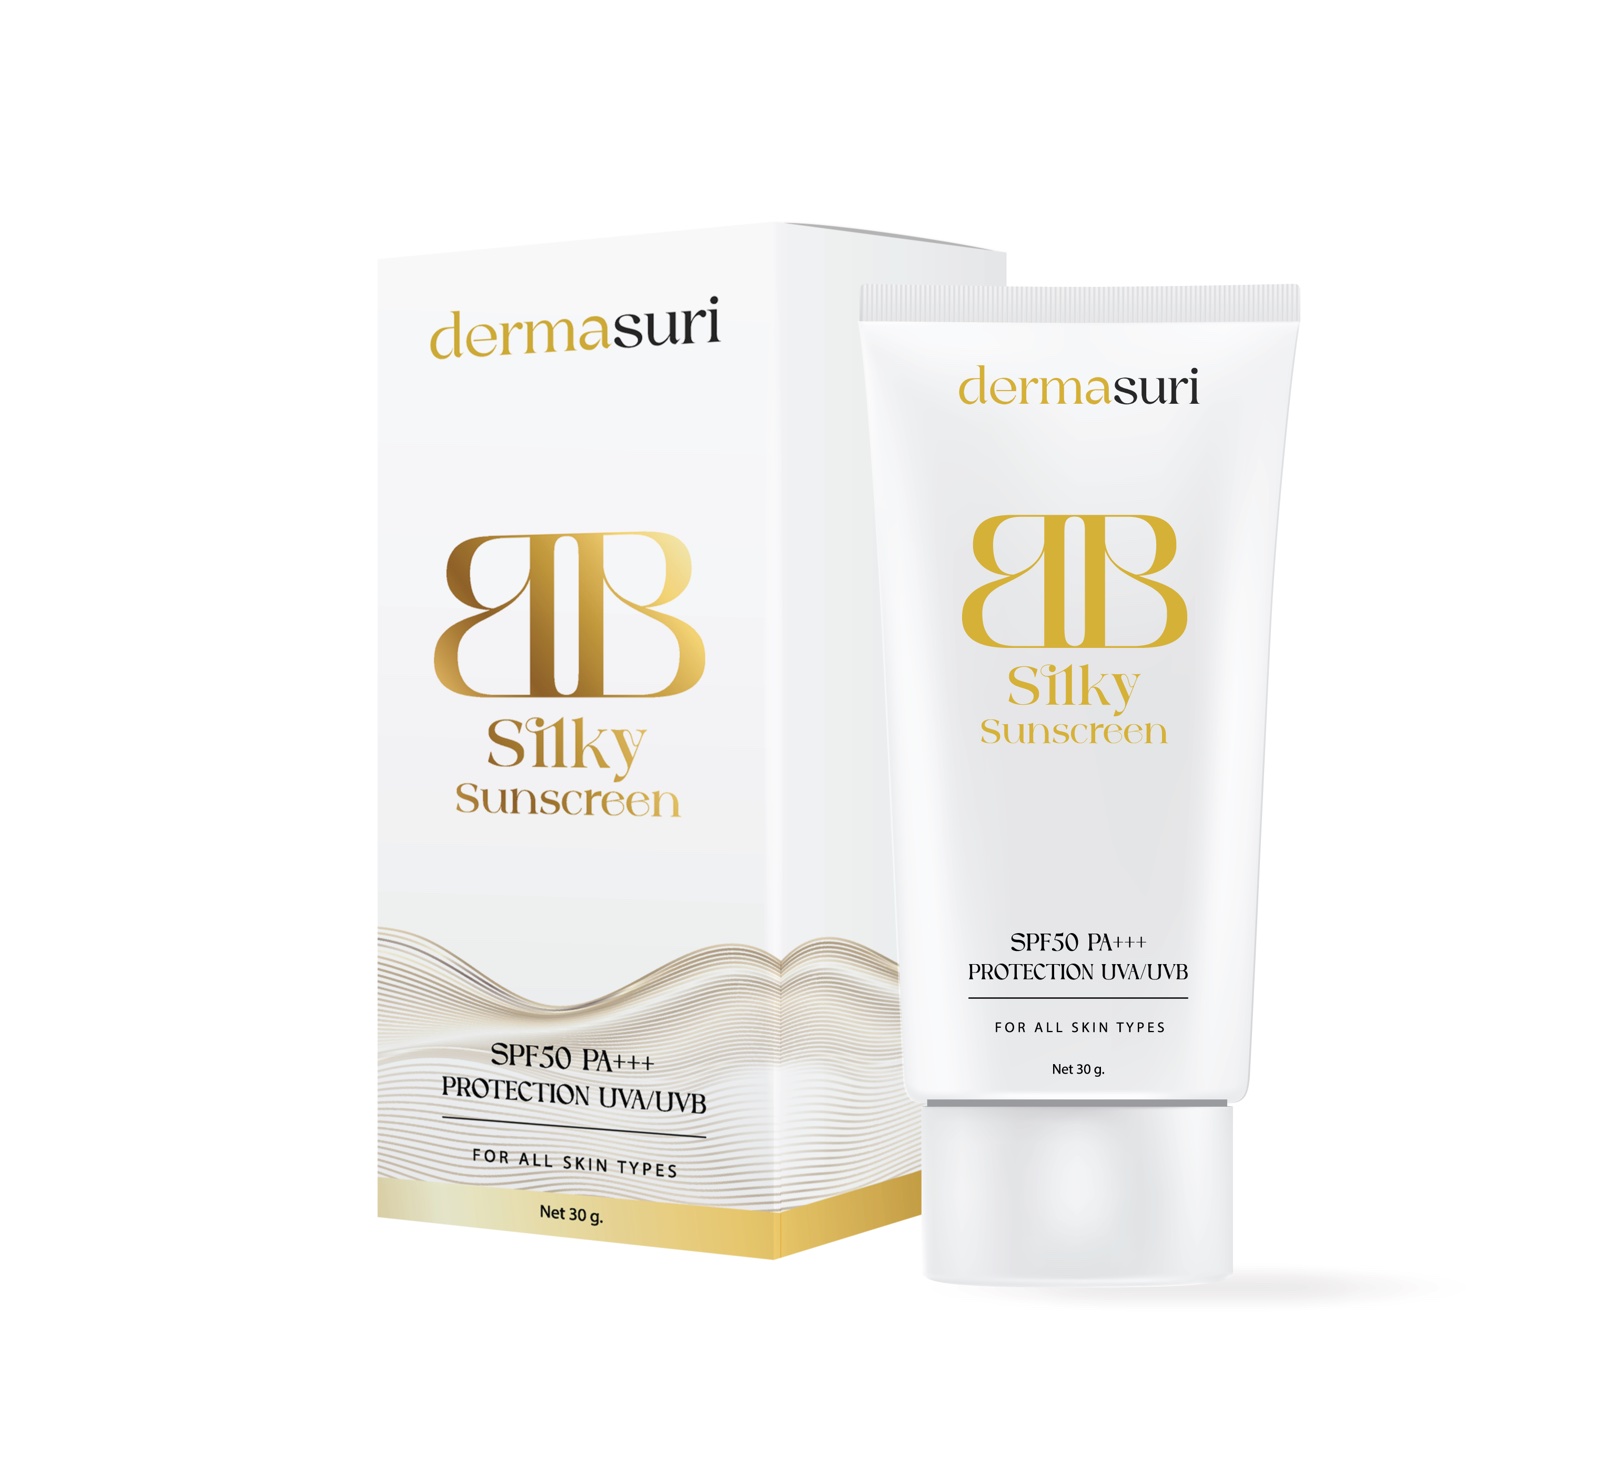 dermasuri
BB
Silky
Sunscreen
SPF50 PA+++
PROTECTION UVA/UVB
FOR ALL SKIN TYPES
Net 30 g.
dermasuri
BB
Silky
Sunscreen
SPF50 PA+++
PROTECTION UVA/UVB
FOR ALL SKIN TYPES
Net 30 g.